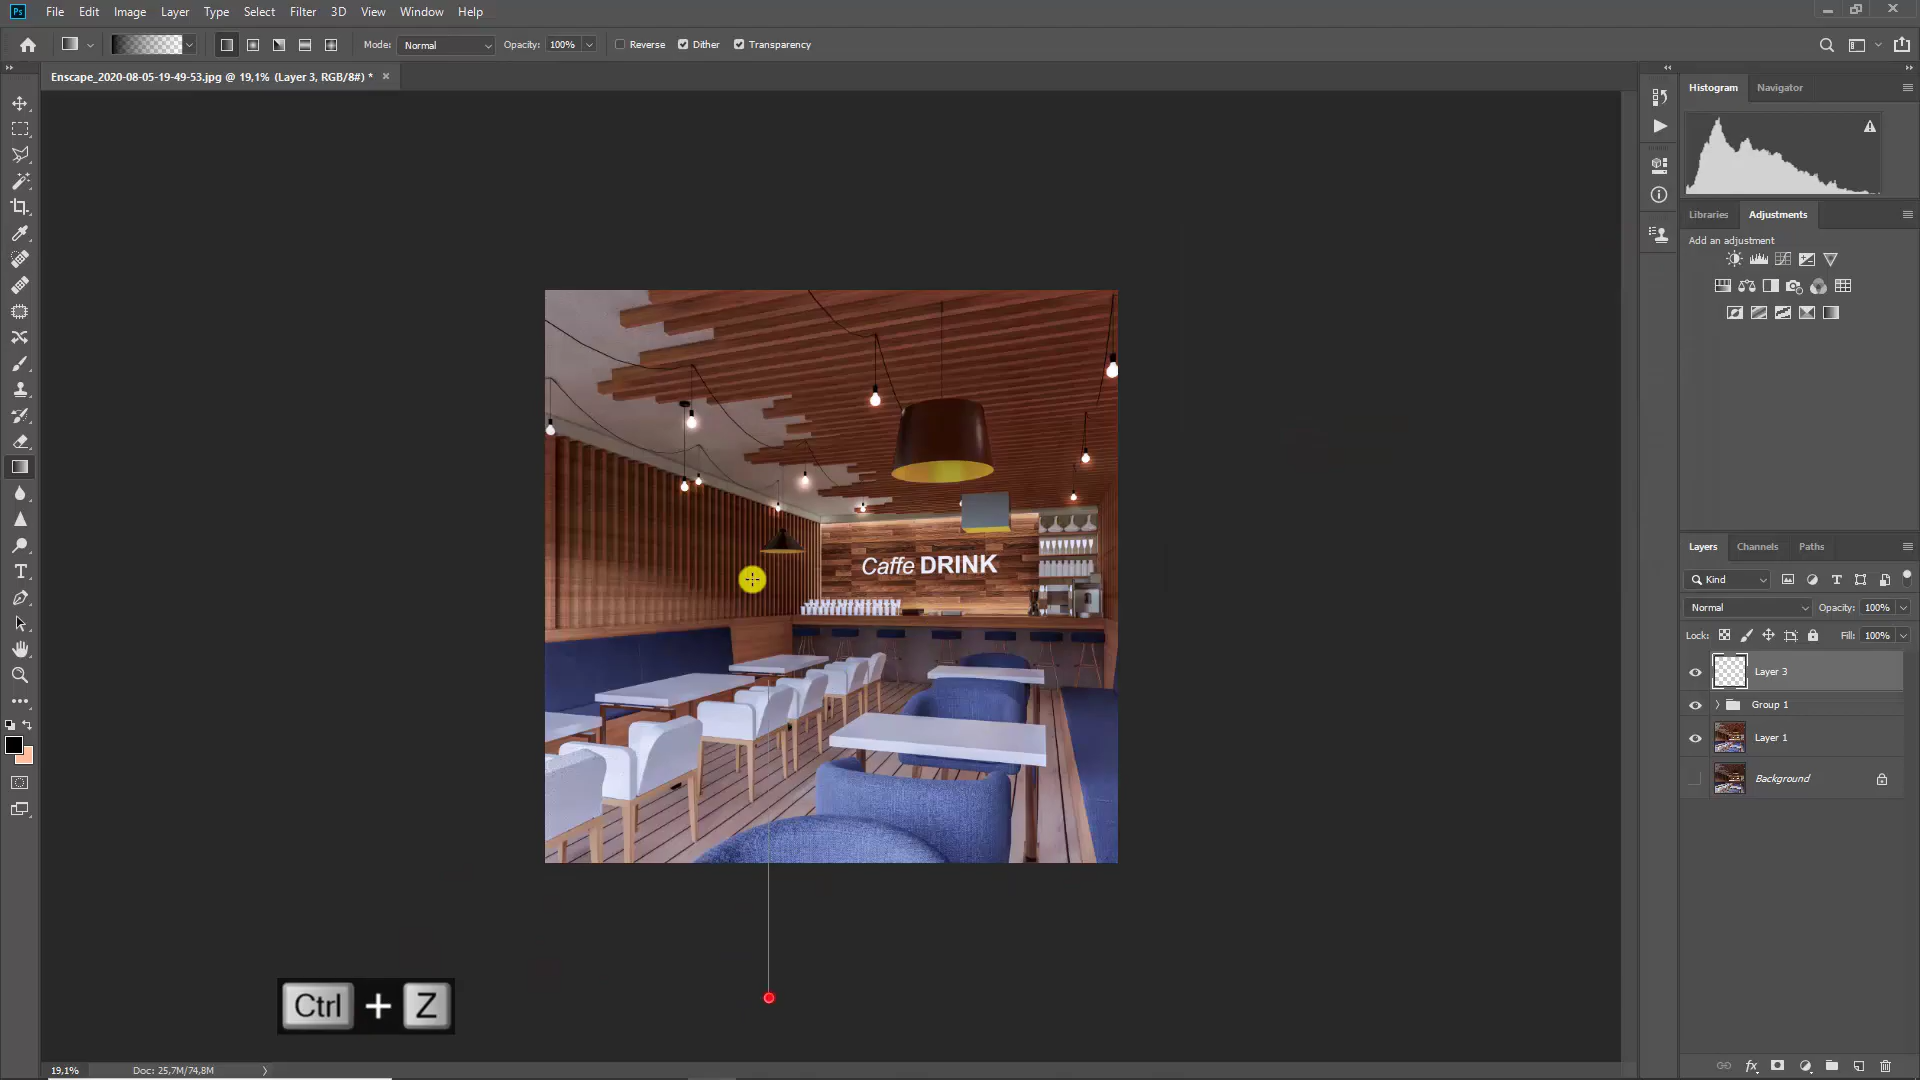 Ps File Edit Image Layer Type Select Filter 3D View Window Help
Mode: Normal Opacity: 100% Reverse Dither Transparency
Enscape_2020-08-05-19-49-53.jpg @ 19,1% (Layer 3, RGB/8#) *
Histogram Navigator
Libraries Adjustments
Add an adjustment
Caffe DRINK
Layers Channels Paths
Kind
Normal Opacity: 100%
Lock: Fill: 100%
Layer 3
Group 1
Layer 1
Background
Ctrl + Z
19,1% Doc: 25,7M/74,8M